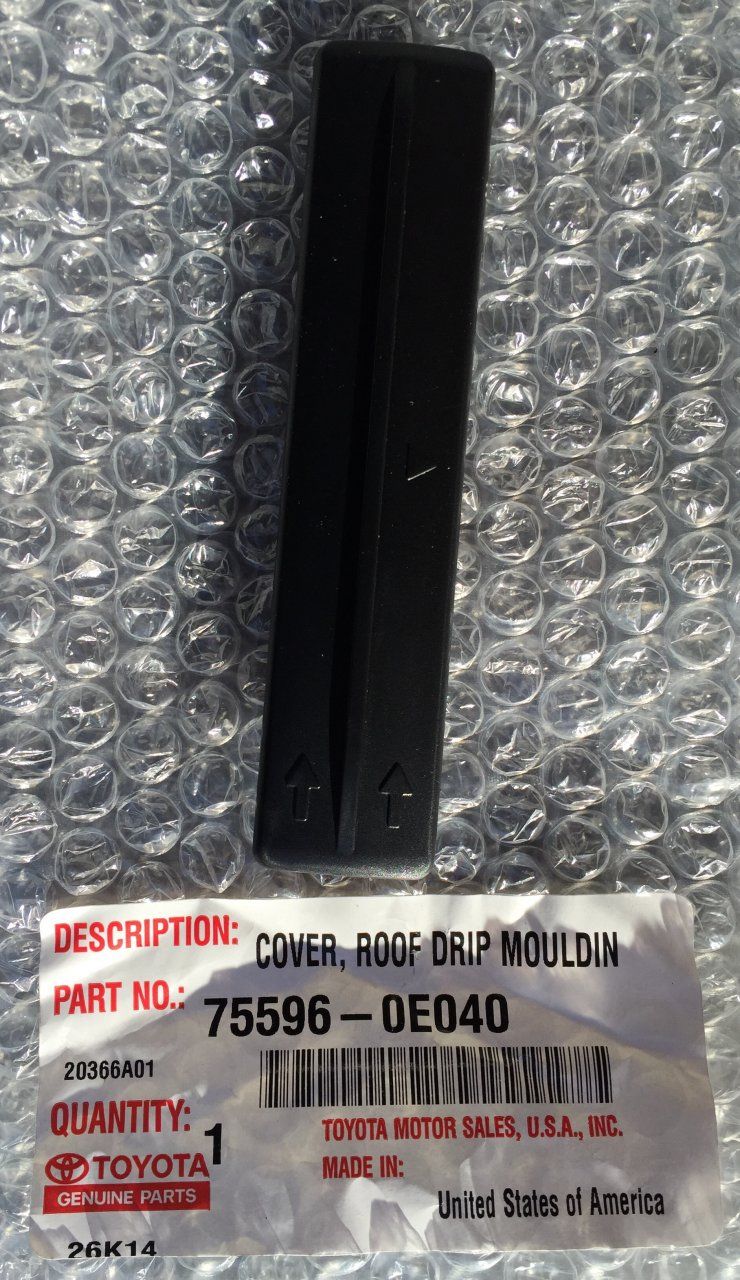 DESCRIPTION: COVER, ROOF DRIP MOULDIN
PART NO.: 75596-0E040
20366A01
QUANTITY: 1
TOYOTA MOTOR SALES, U.S.A., INC.
TOYOTA
MADE IN:
GENUINE PARTS
United States of America
26K14